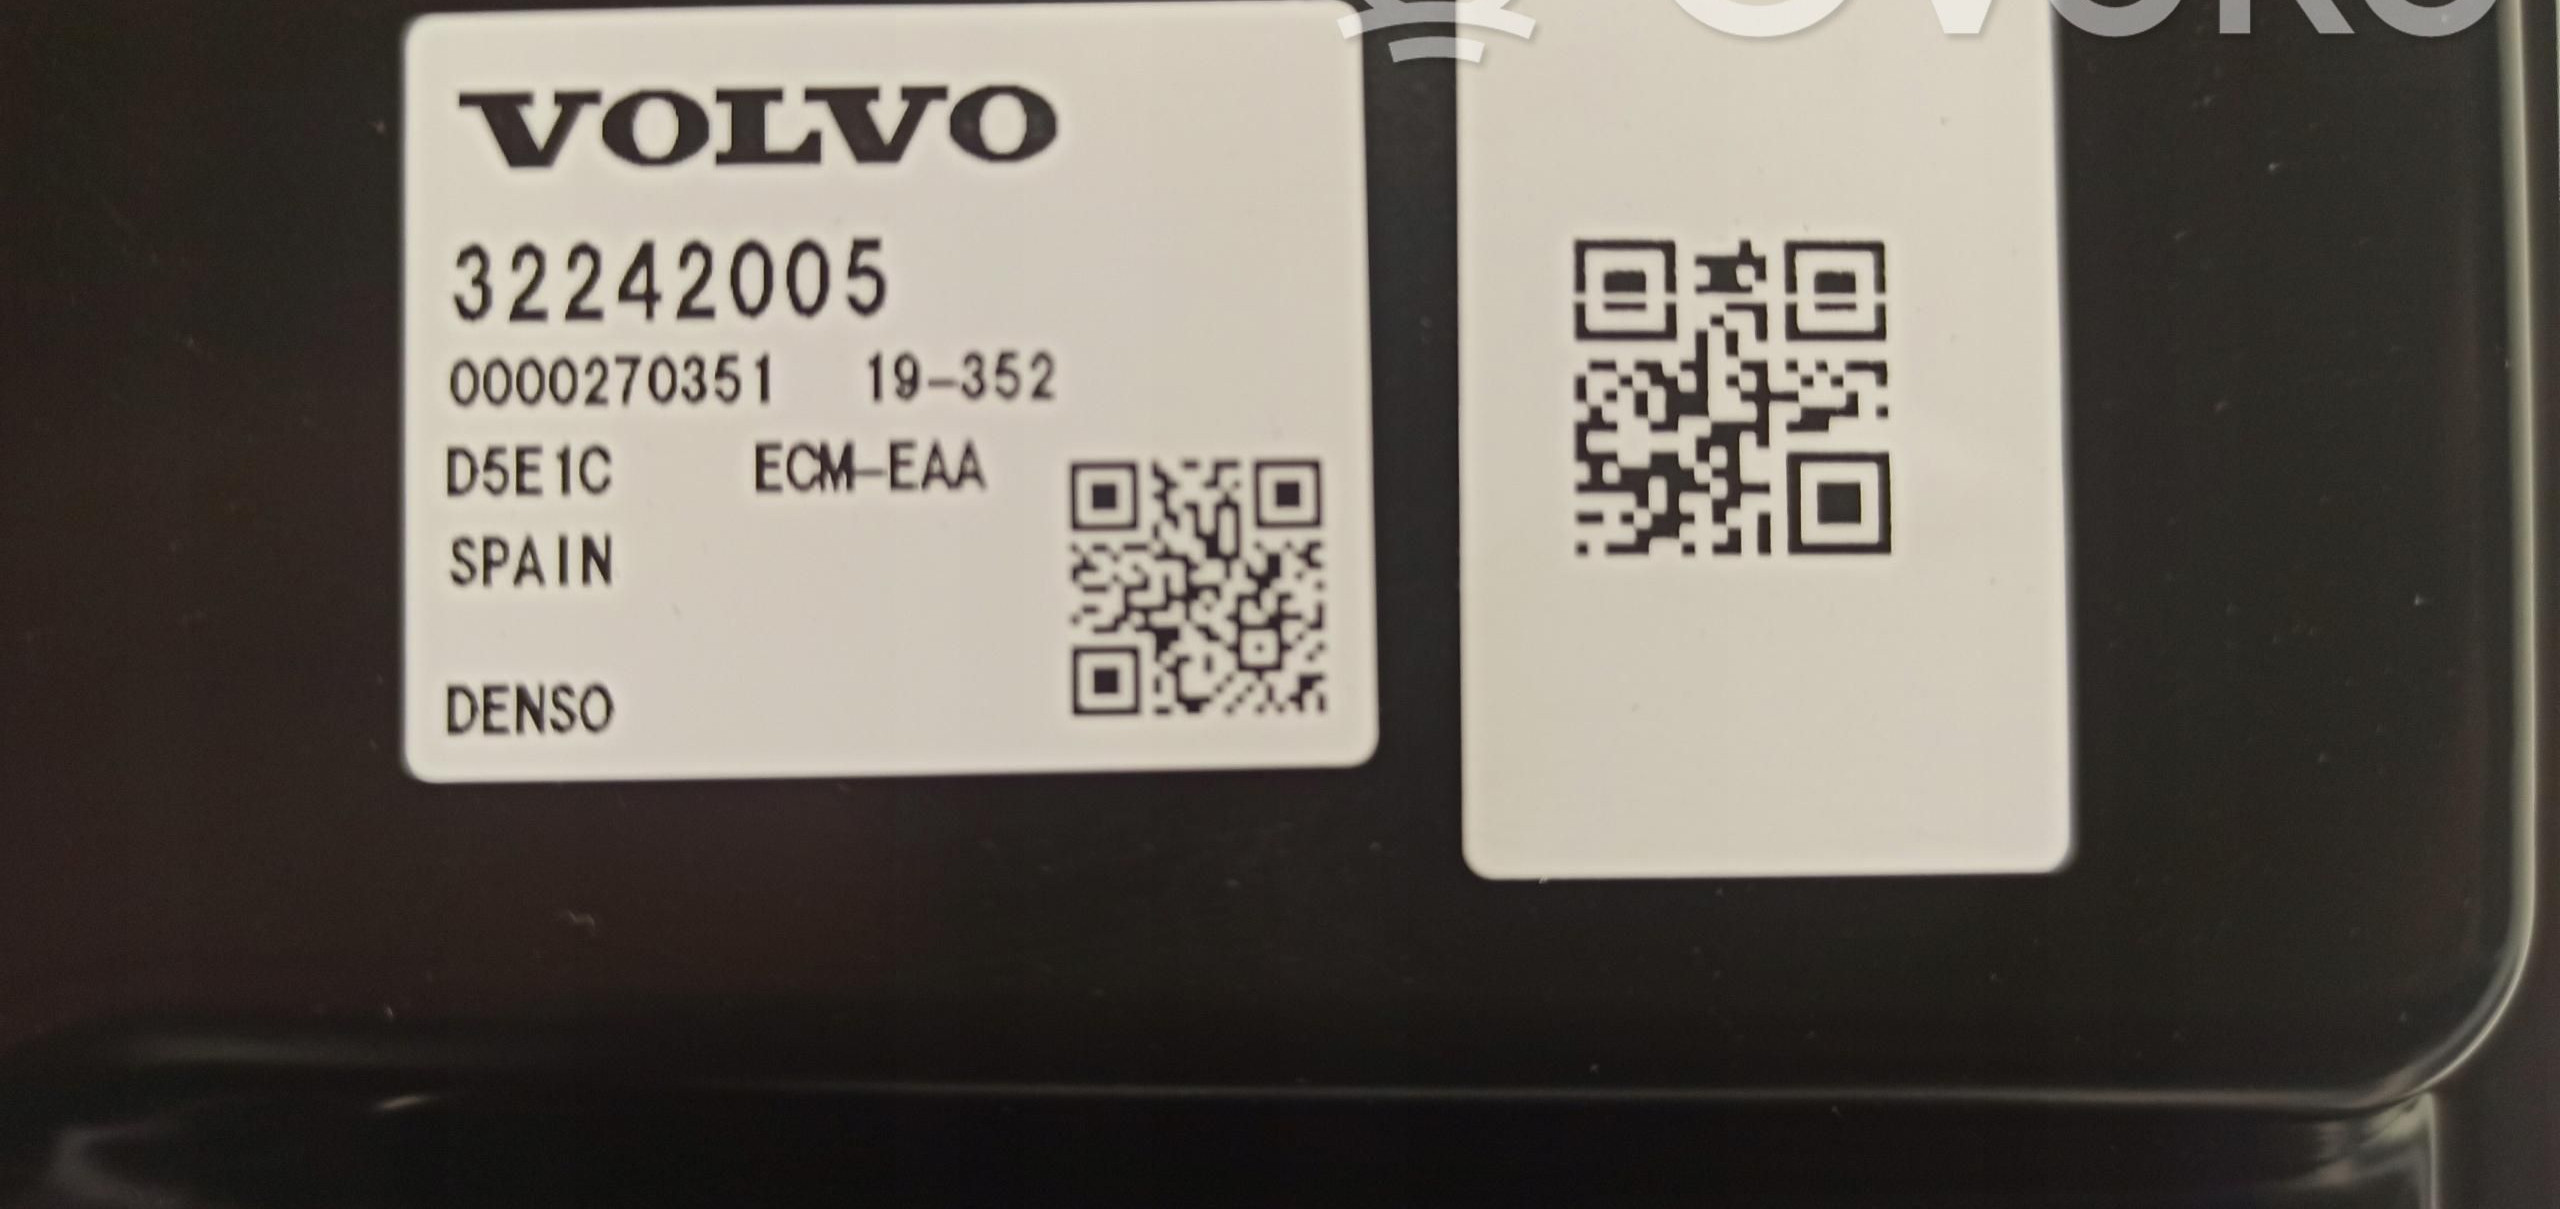 VOLVO
32242005
0000270351 19-352
D5E1C ECM-EAA
SPAIN
DENSO